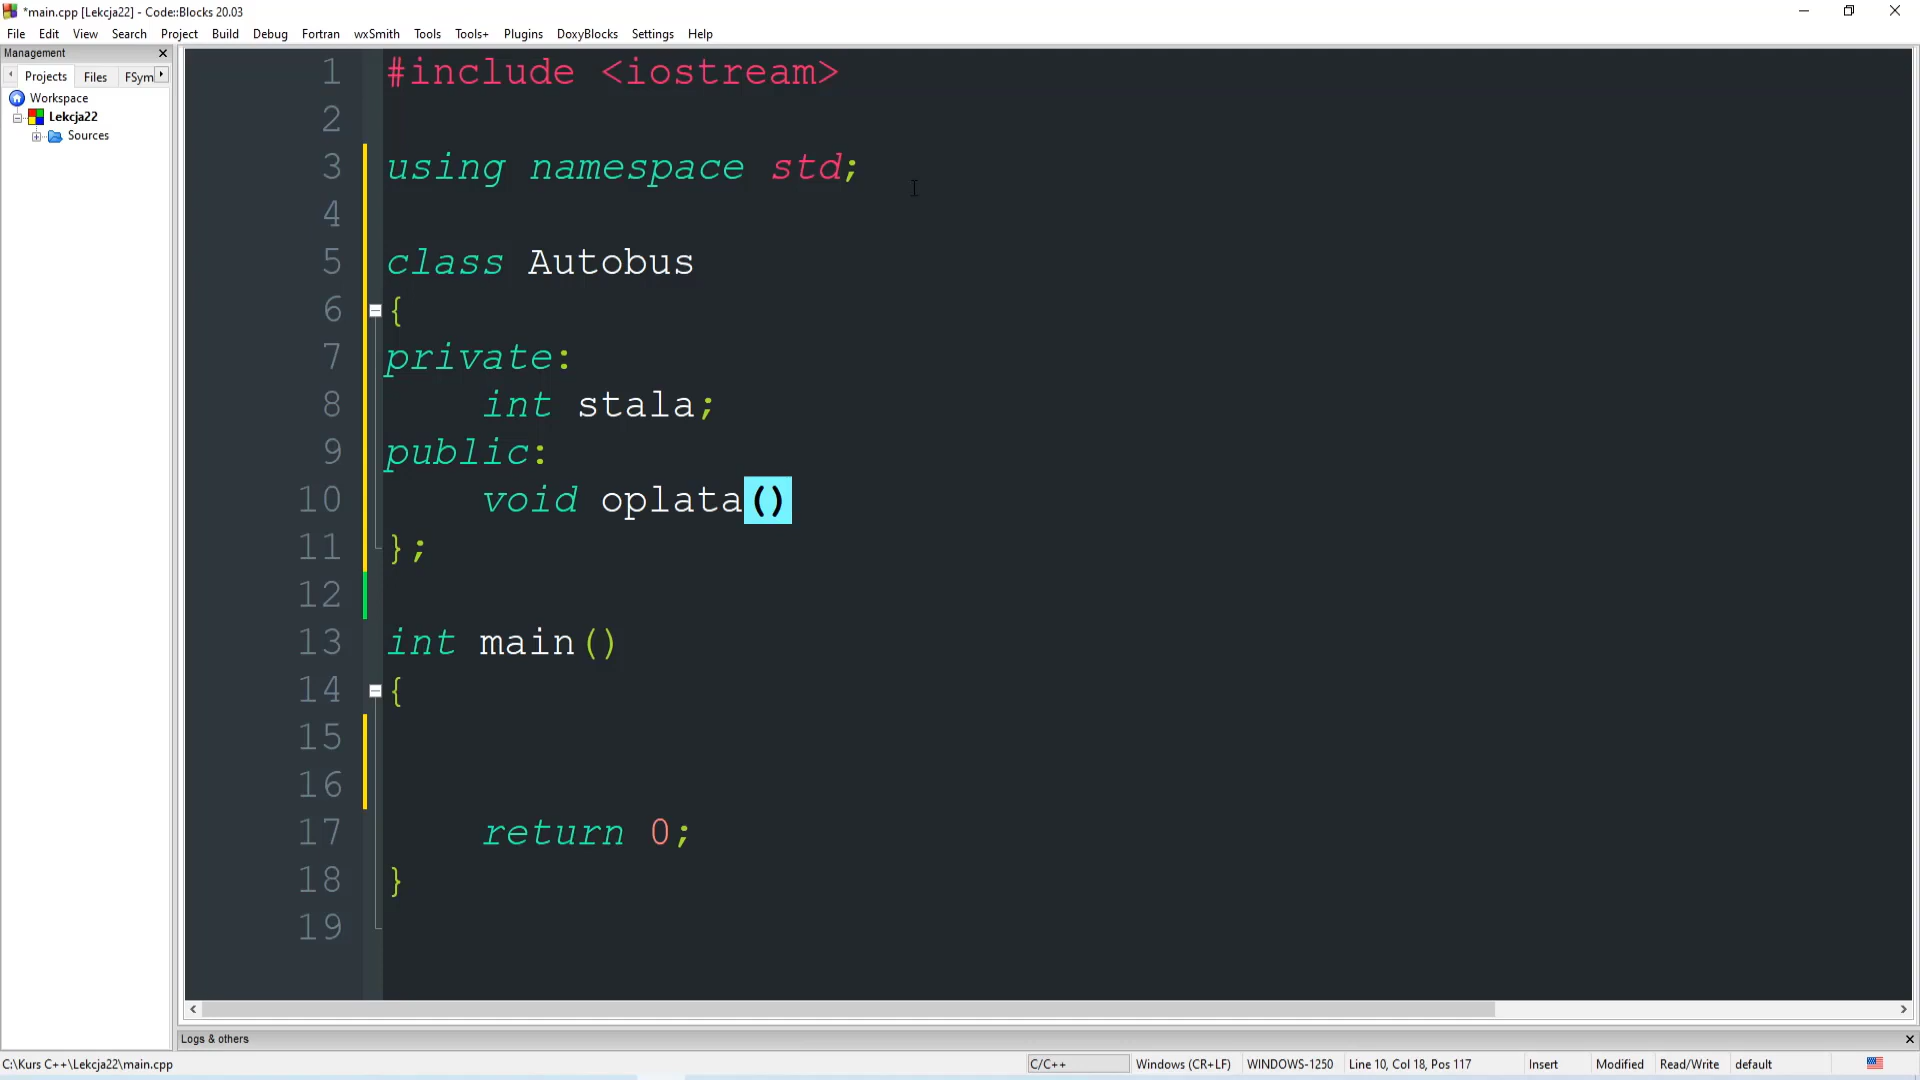 *main.cpp [Lekcja22] - Code::Blocks 20.03
File Edit View Search Project Build Debug Fortran wxSmith Tools Tools+ Plugins DoxyBlocks Settings Help
Management
Projects Files FSym
Workspace
Lekcja22
Sources
1 #include <iostream>
2
3 using namespace std;
4
5 class Autobus
6 {
7 private:
8 int stala;
9 public:
10 void oplata()
11 };
12
13 int main()
14 {
15
16
17 return 0;
18 }
19
Logs & others
C:\Kurs C++\Lekcja22\main.cpp C/C++ Windows (CR+LF) WINDOWS-1250 Line 10, Col 18, Pos 117 Insert Modified Read/Write default